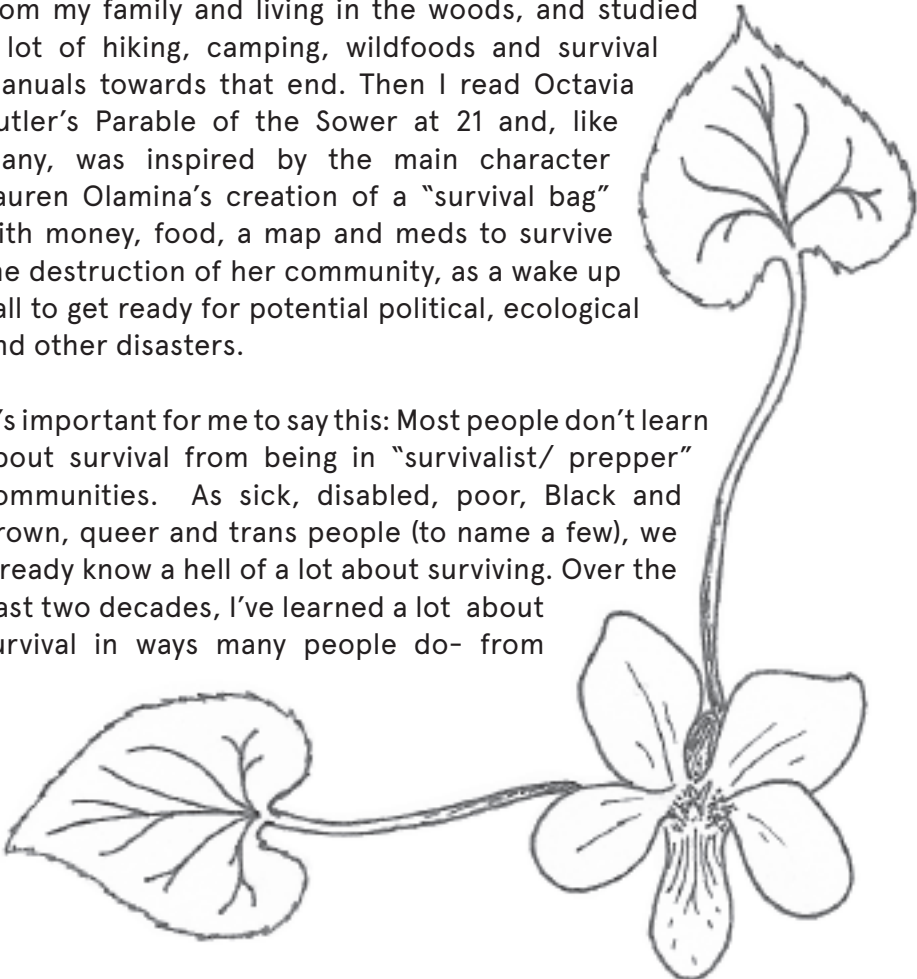 om my family and living in the woods, and studied
lot of hiking, camping, wildfoods and survival
anuals towards that end. Then I read Octavia
utler's Parable of the Sower at 21 and, like
any, was inspired by the main character
auren Olamina's creation of a "survival bag"
ith money, food, a map and meds to survive
he destruction of her community, as a wake up
all to get ready for potential political, ecological
nd other disasters.
's important for me to say this: Most people don't learn
bout survival from being in "survivalist/ prepper"
ommunities. As sick, disabled, poor, Black and
rown, queer and trans people (to name a few), we
lready know a hell of a lot about surviving. Over the
ast two decades, I've learned a lot about
urvival in ways many people do- from